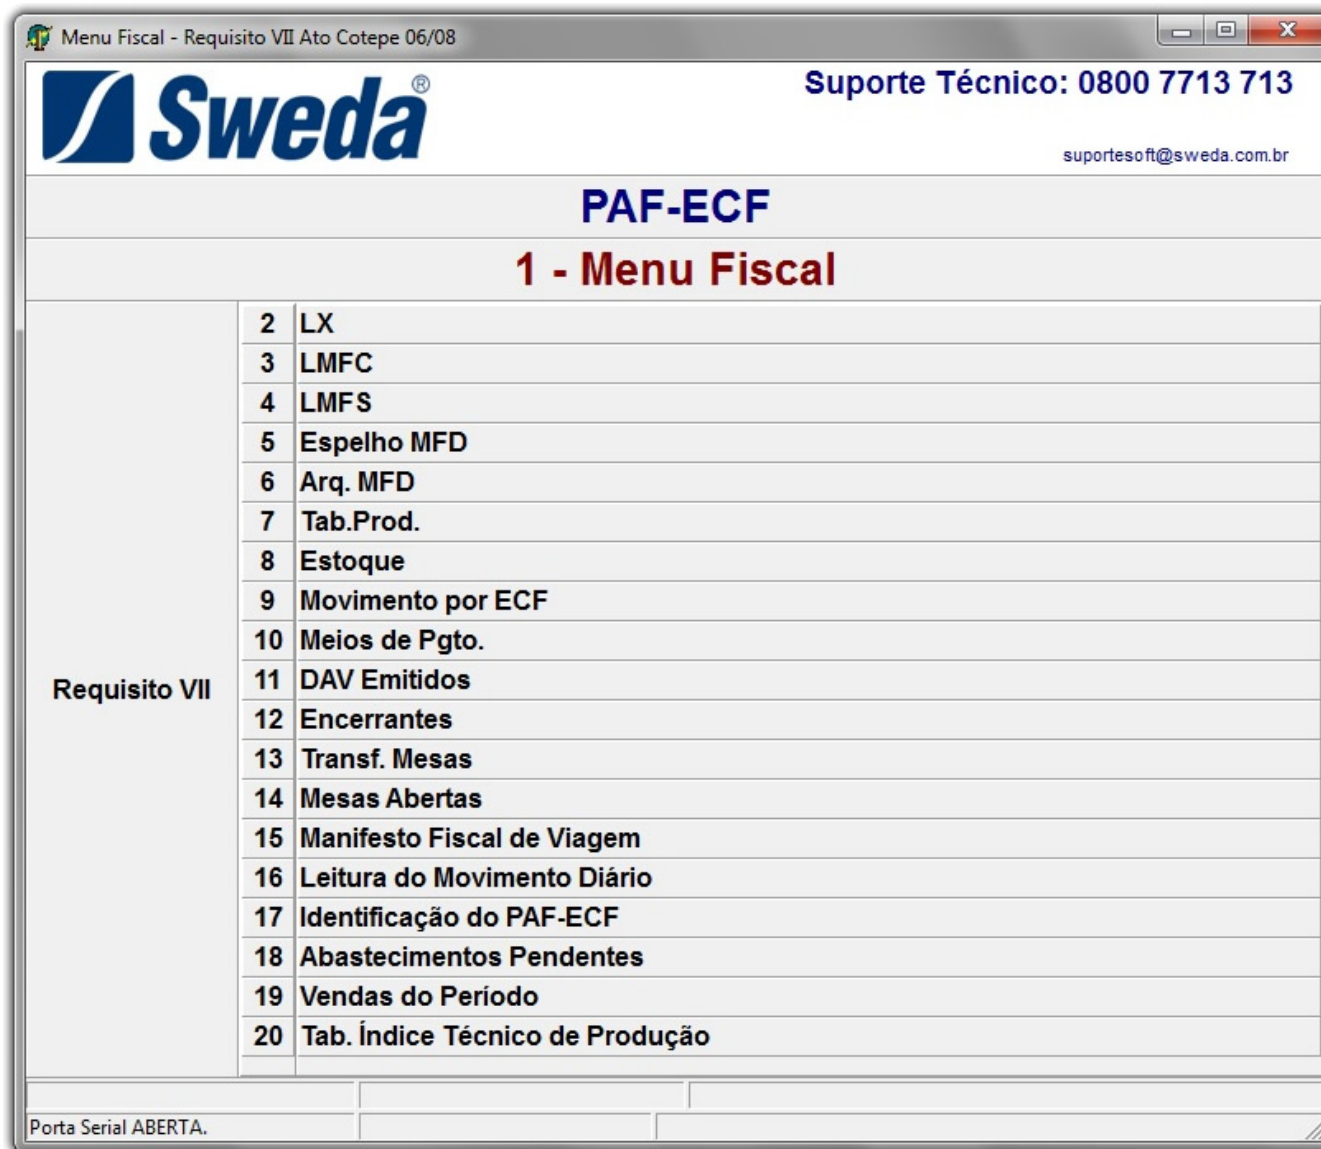 Menu Fiscal - Requisito VII Ato Cotepe 06/08
Sweda®
Suporte Técnico: 0800 7713 713
suportesoft@sweda.com.br
PAF-ECF
1 - Menu Fiscal
Requisito VII
2 LX
3 LMFC
4 LMFS
5 Espelho MFD
6 Arq. MFD
7 Tab.Prod.
8 Estoque
9 Movimento por ECF
10 Meios de Pgto.
11 DAV Emitidos
12 Encerrantes
13 Transf. Mesas
14 Mesas Abertas
15 Manifesto Fiscal de Viagem
16 Leitura do Movimento Diário
17 Identificação do PAF-ECF
18 Abastecimentos Pendentes
19 Vendas do Período
20 Tab. Índice Técnico de Produção
Porta Serial ABERTA.